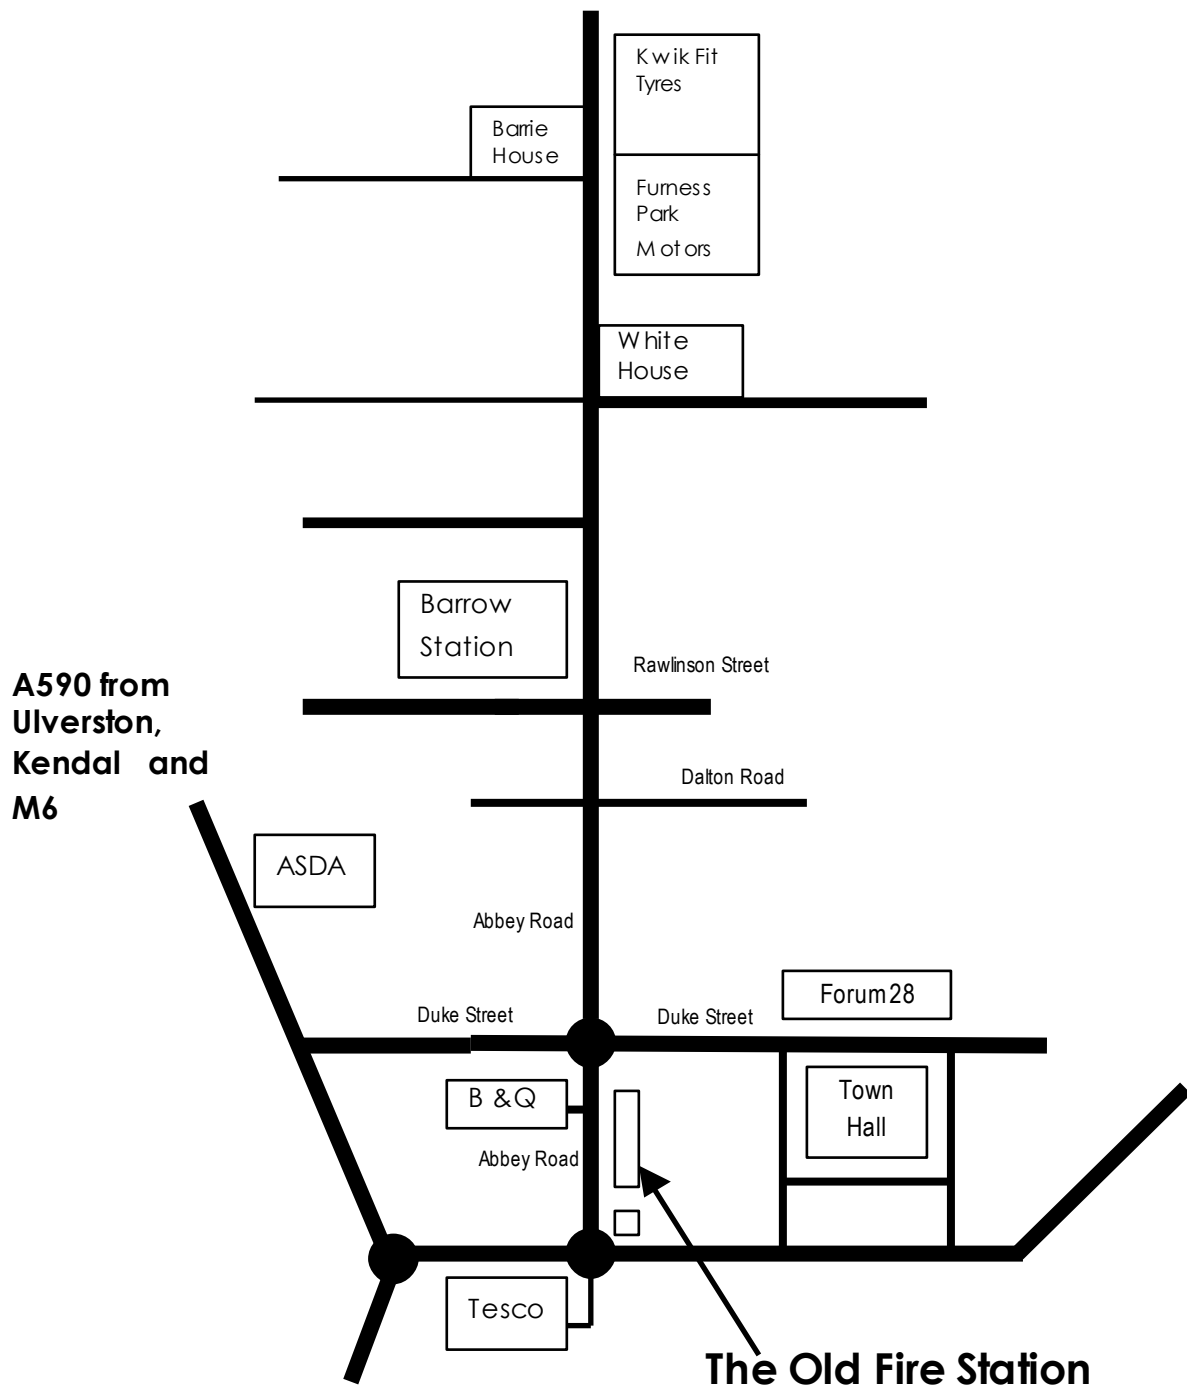 Kwik Fit
Tyres
Barrie
House
Furness
Park
Motors
White
House
Barrow
Station
Rawlinson Street
A590 from
Ulverston,
Kendal and
M6
Dalton Road
ASDA
Abbey Road
Forum28
Duke Street
Duke Street
B &Q
Town
Hall
Abbey Road
Tesco
The Old Fire Station